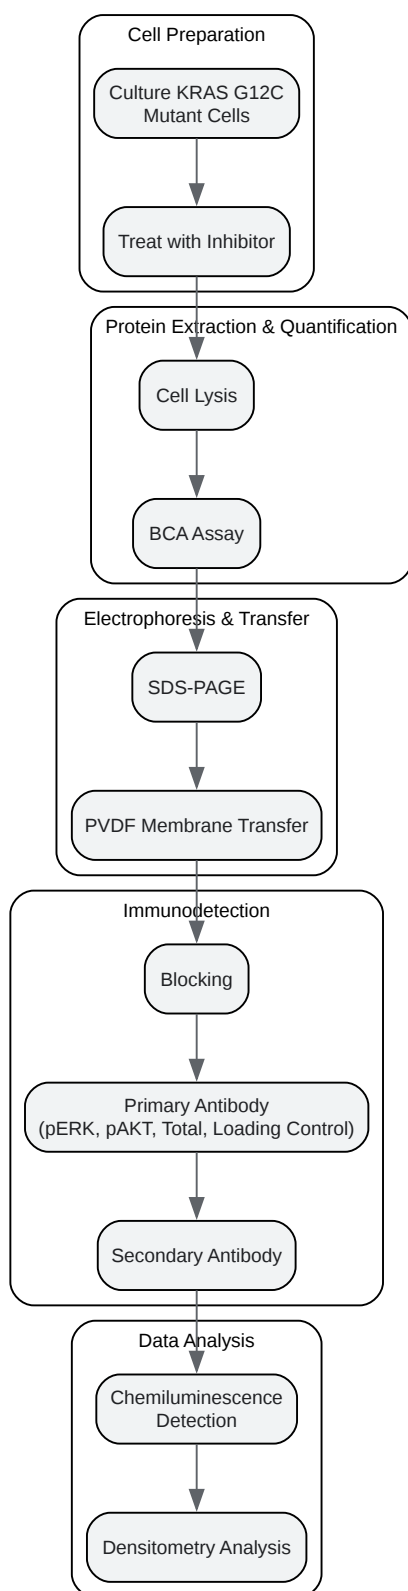 Cell Preparation
Culture KRAS G12C
Mutant Cells
Treat with Inhibitor
Protein Extraction & Quantification
Cell Lysis
BCA Assay
Electrophoresis & Transfer
SDS-PAGE
PVDF Membrane Transfer
Immunodetection
Blocking
Primary Antibody
(pERK, pAKT, Total, Loading Control)
Secondary Antibody
Data Analysis
Chemiluminescence
Detection
Densitometry Analysis